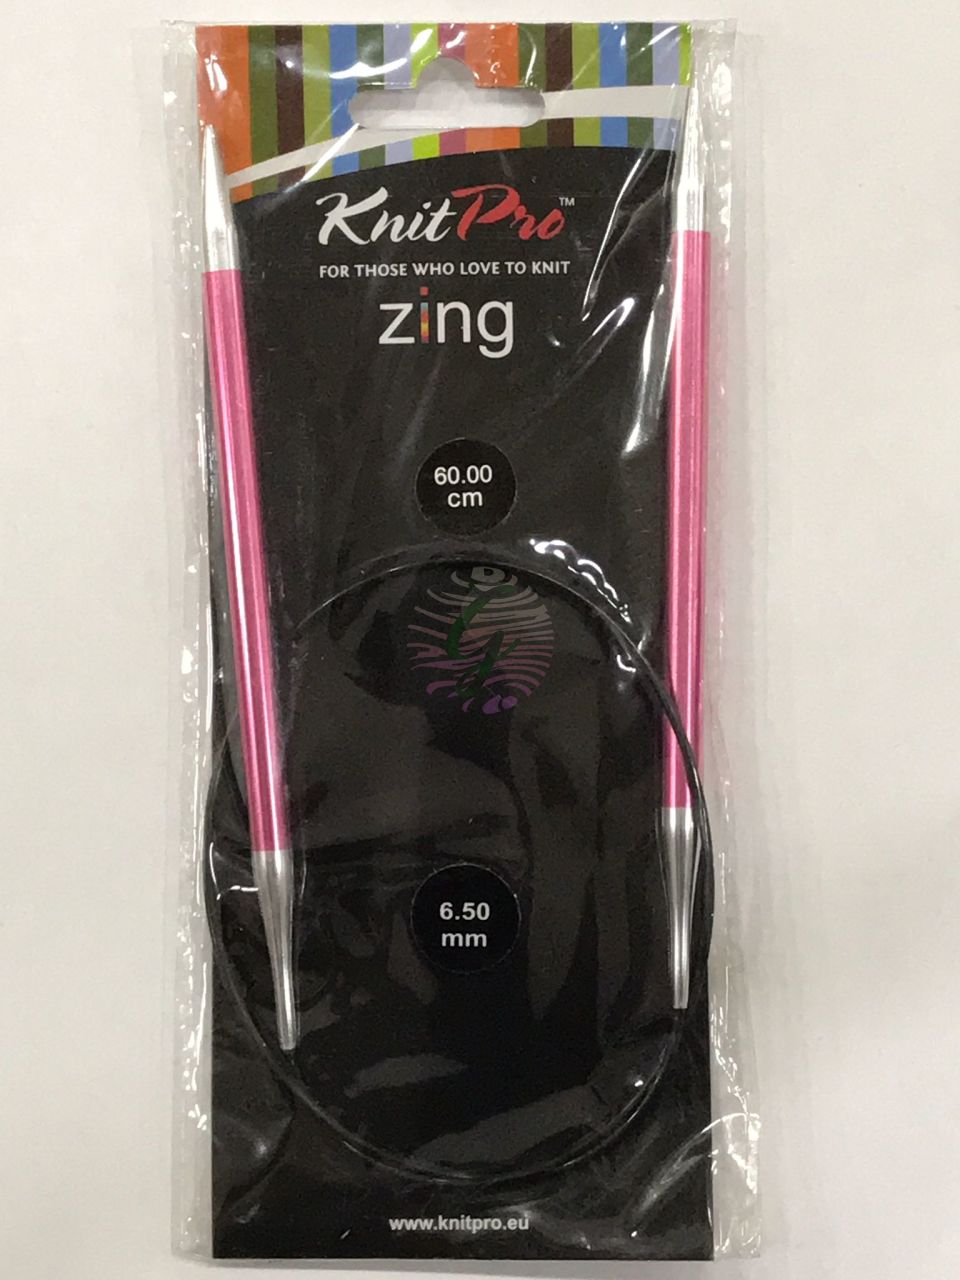 KnitPro™
FOR THOSE WHO LOVE TO KNIT
zing
60.00
cm
6.50
mm
www.knitpro.eu